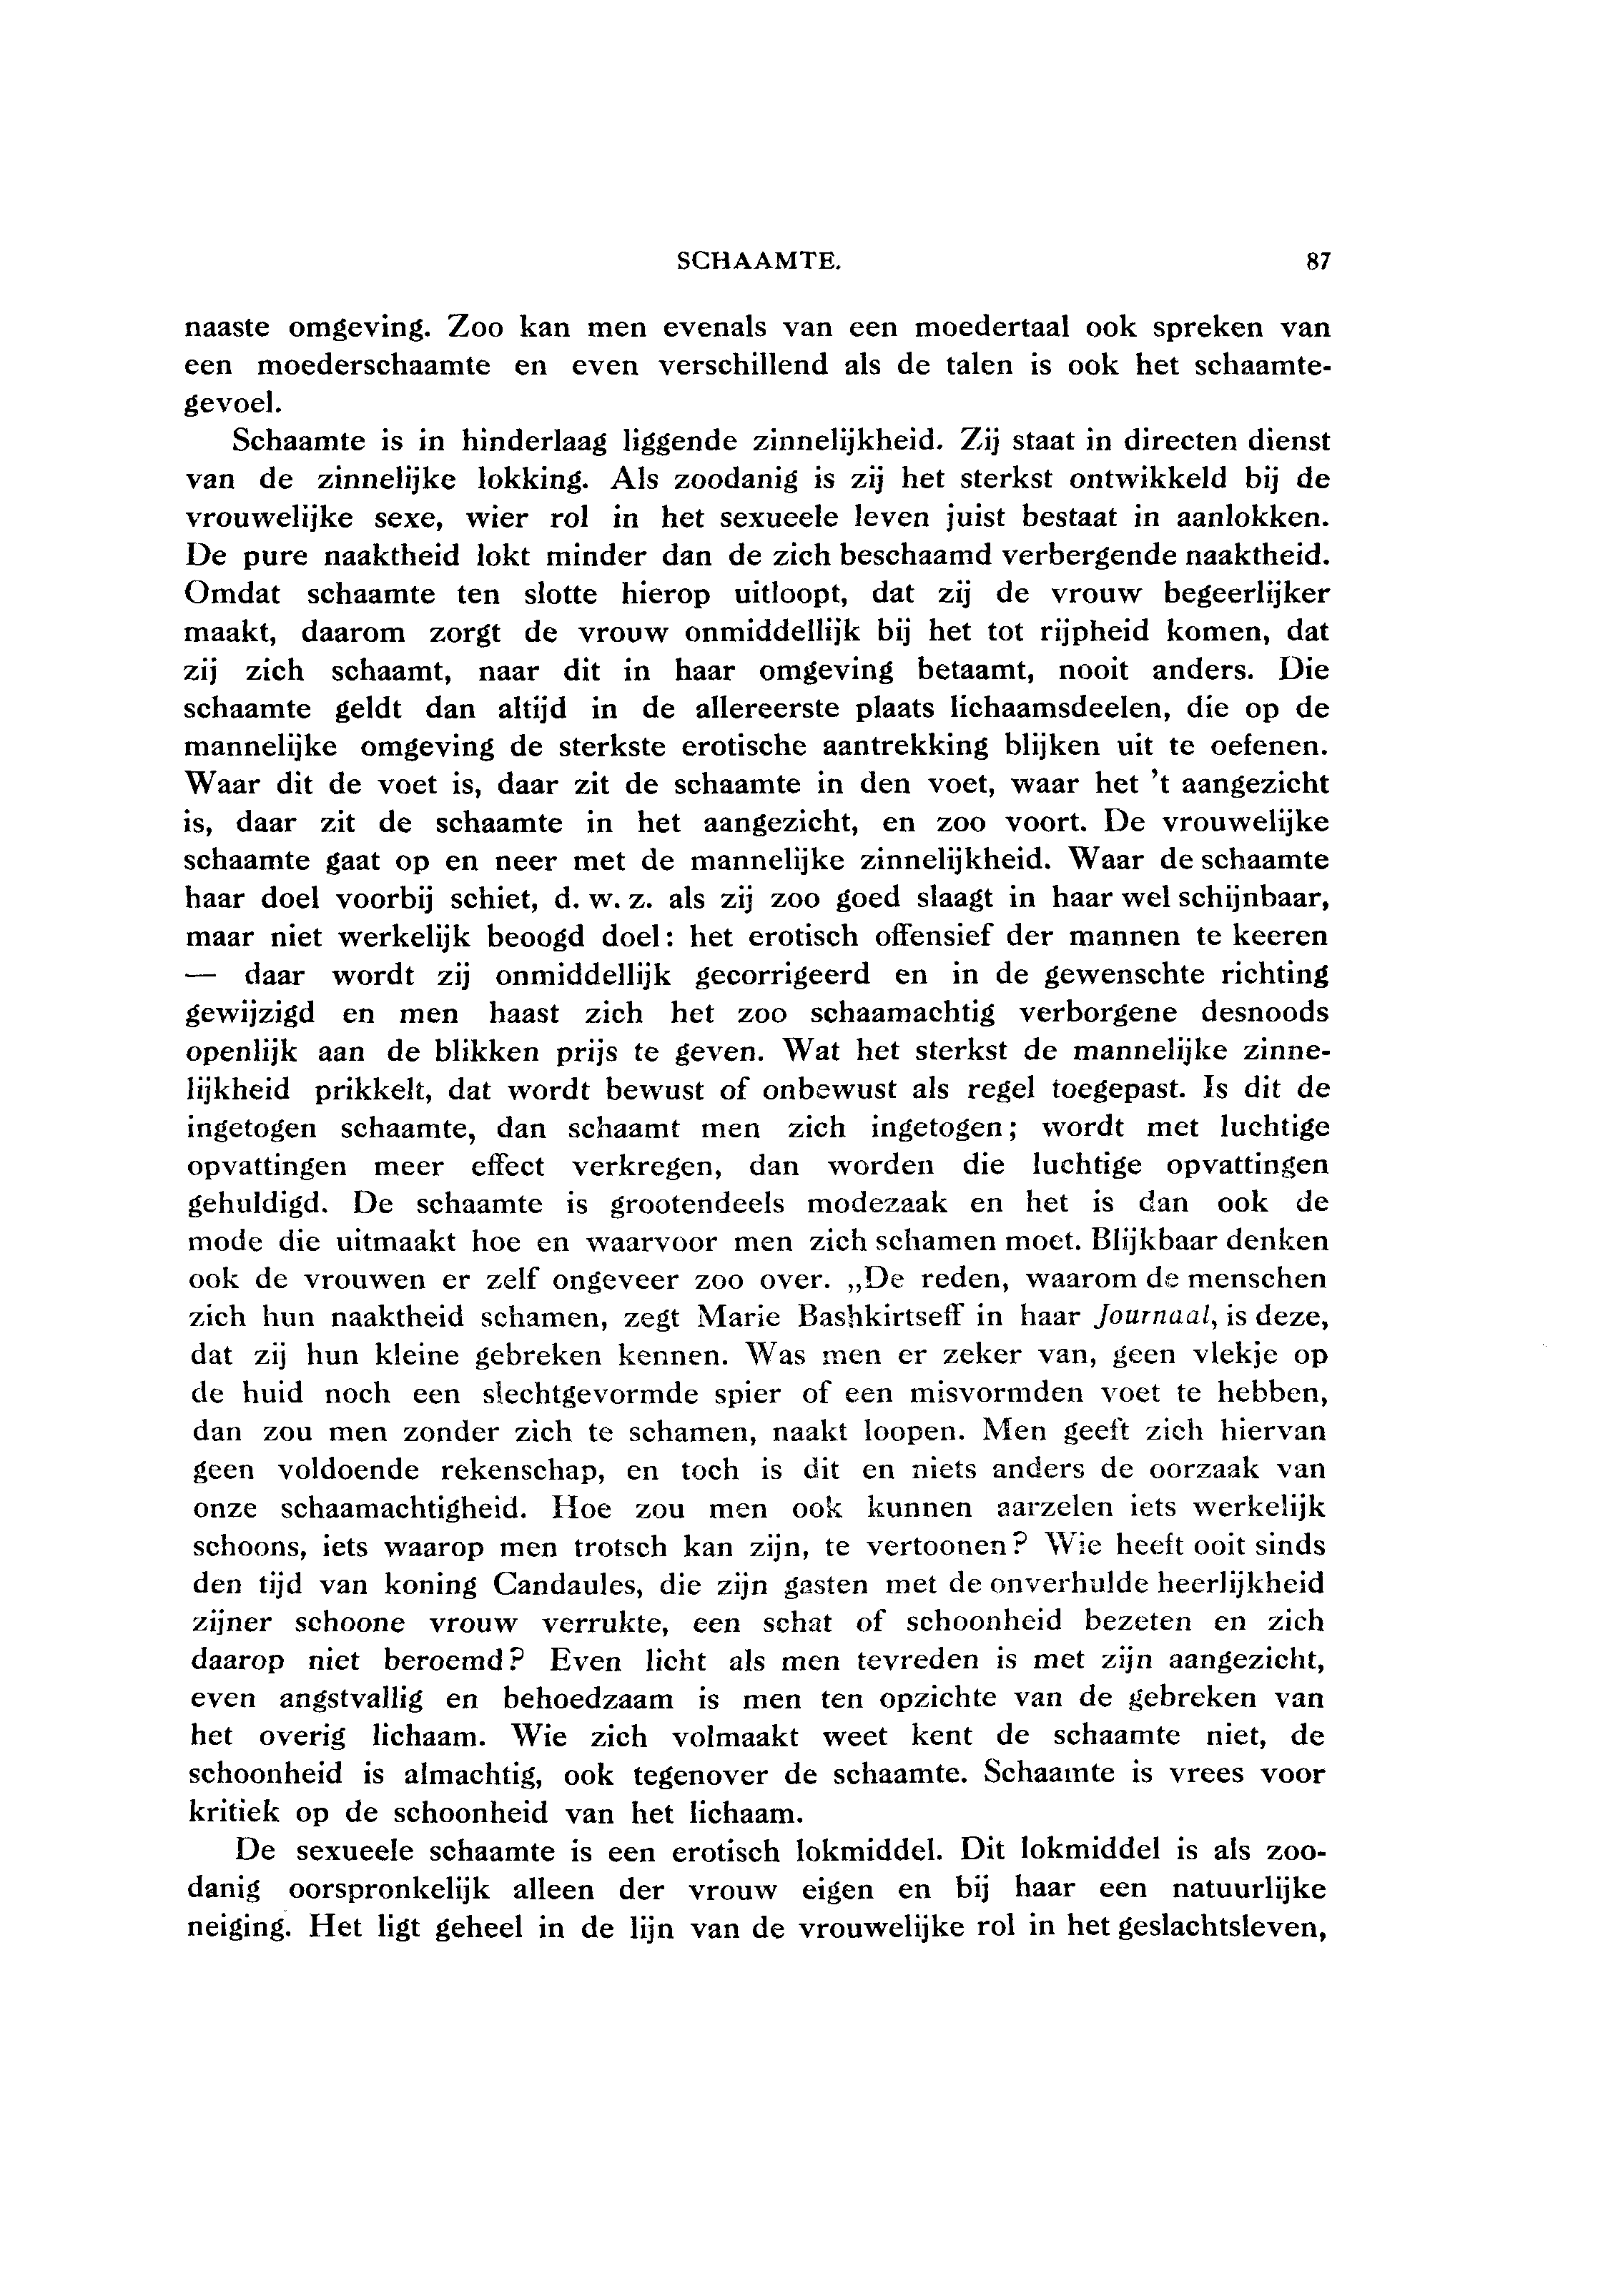 SCHAAMTE. 87
naaste omgeving. Zoo kan men evenals van een moedertaal ook spreken van
een moederschaamte en even verschillend als de talen is ook het schaamte-
gevoel.
Schaamte is in hinderlaag liggende zinnelijkheid. Zij staat in directen dienst
van de zinnelijke lokking. Als zoodanig is zij het sterkst ontwikkeld bij de
vrouwelijke sexe, wier rol in het sexueele leven juist bestaat in aanlokken.
De pure naaktheid lokt minder dan de zich beschaamd verbergende naaktheid.
Omdat schaamte ten slotte hierop uitloopt, dat zij de vrouw begeerlijker
maakt, daarom zorgt de vrouw onmiddellijk bij het tot rijpheid komen, dat
zij zich schaamt, naar dit in haar omgeving betaamt, nooit anders. Die
schaamte geldt dan altijd in de allereerste plaats lichaamsdeelen, die op de
mannelijke omgeving de sterkste erotische aantrekking blijken uit te oefenen.
Waar dit de voet is, daar zit de schaamte in den voet, waar het 't aangezicht
is, daar zit de schaamte in het aangezicht, en zoo voort. De vrouwelijke
schaamte gaat op en neer met de mannelijke zinnelijkheid. Waar de schaamte
haar doel voorbij schiet, d. w. z. als zij zoo goed slaagt in haar wel schijnbaar,
maar niet werkelijk beoogd doel: het erotisch offensief der mannen te keeren
— daar wordt zij onmiddellijk gecorrigeerd en in de gewenschte richting
gewijzigd en men haast zich het zoo schaamachtig verborgene desnoods
openlijk aan de blikken prijs te geven. Wat het sterkst de mannelijke zinne-
lijkheid prikkelt, dat wordt bewust of onbewust als regel toegepast. Is dit de
ingetogen schaamte, dan schaamt men zich ingetogen; wordt met luchtige
opvattingen meer effect verkregen, dan worden die luchtige opvattingen
gehuldigd. De schaamte is grootendeels modezaak en het is dan ook de
mode die uitmaakt hoe en waarvoor men zich schamen moet. Blijkbaar denken
ook de vrouwen er zelf ongeveer zoo over. „De reden, waarom de menschen
zich hun naaktheid schamen, zegt Marie Bashkirtseff in haar Journaal, is deze,
dat zij hun kleine gebreken kennen. Was men er zeker van, geen vlekje op
de huid noch een slechtgevormde spier of een misvormden voet te hebben,
dan zou men zonder zich te schamen, naakt loopen. Men geeft zich hiervan
geen voldoende rekenschap, en toch is dit en niets anders de oorzaak van
onze schaamachtigheid. Hoe zou men ook kunnen aarzelen iets werkelijk
schoons, iets waarop men trotsch kan zijn, te vertoonen? Wie heeft ooit sinds
den tijd van koning Candaules, die zijn gasten met de onverhulde heerlijkheid
zijner schoone vrouw verrukte, een schat of schoonheid bezeten en zich
daarop niet beroemd? Even licht als men tevreden is met zijn aangezicht,
even angstvallig en behoedzaam is men ten opzichte van de gebreken van
het overig lichaam. Wie zich volmaakt weet kent de schaamte niet, de
schoonheid is almachtig, ook tegenover de schaamte. Schaamte is vrees voor
kritiek op de schoonheid van het lichaam.
De sexueele schaamte is een erotisch lokmiddel. Dit lokmiddel is als zoo-
danig oorspronkelijk alleen der vrouw eigen en bij haar een natuurlijke
neiging. Het ligt geheel in de lijn van de vrouwelijke rol in het geslachtsleven,